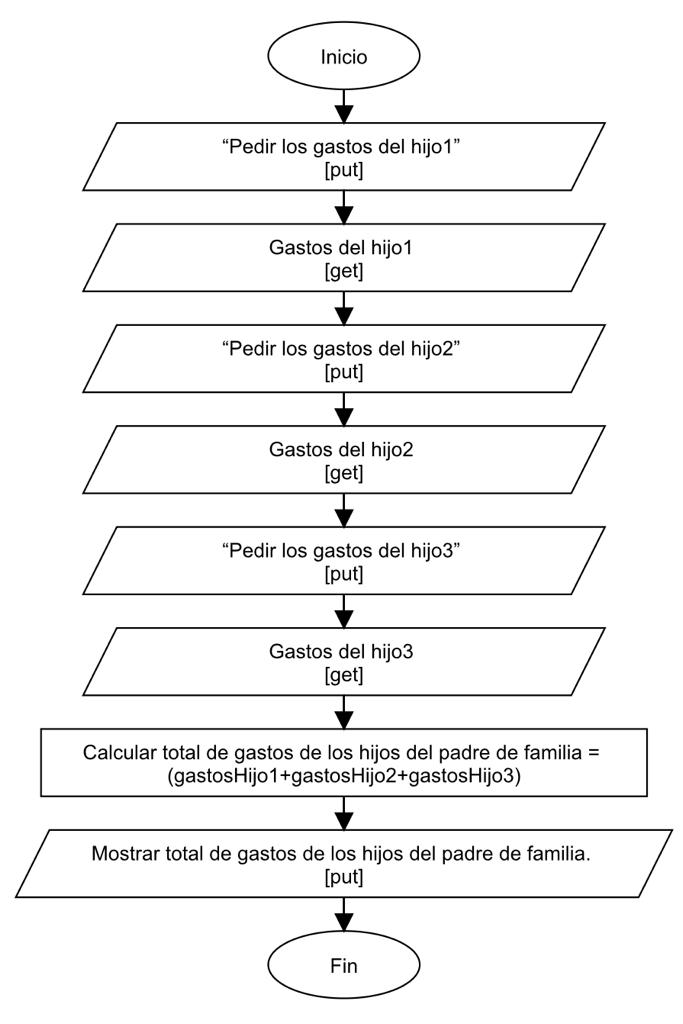 Inicio
“Pedir los gastos del hijo1”
[put]
Gastos del hijo1
[get]
“Pedir los gastos del hijo2”
[put]
Gastos del hijo2
[get]
“Pedir los gastos del hijo3”
[put]
Gastos del hijo3
[get]
Calcular total de gastos de los hijos del padre de familia =
(gastosHijo1+gastosHijo2+gastosHijo3)
Mostrar total de gastos de los hijos del padre de familia.
[put]
Fin